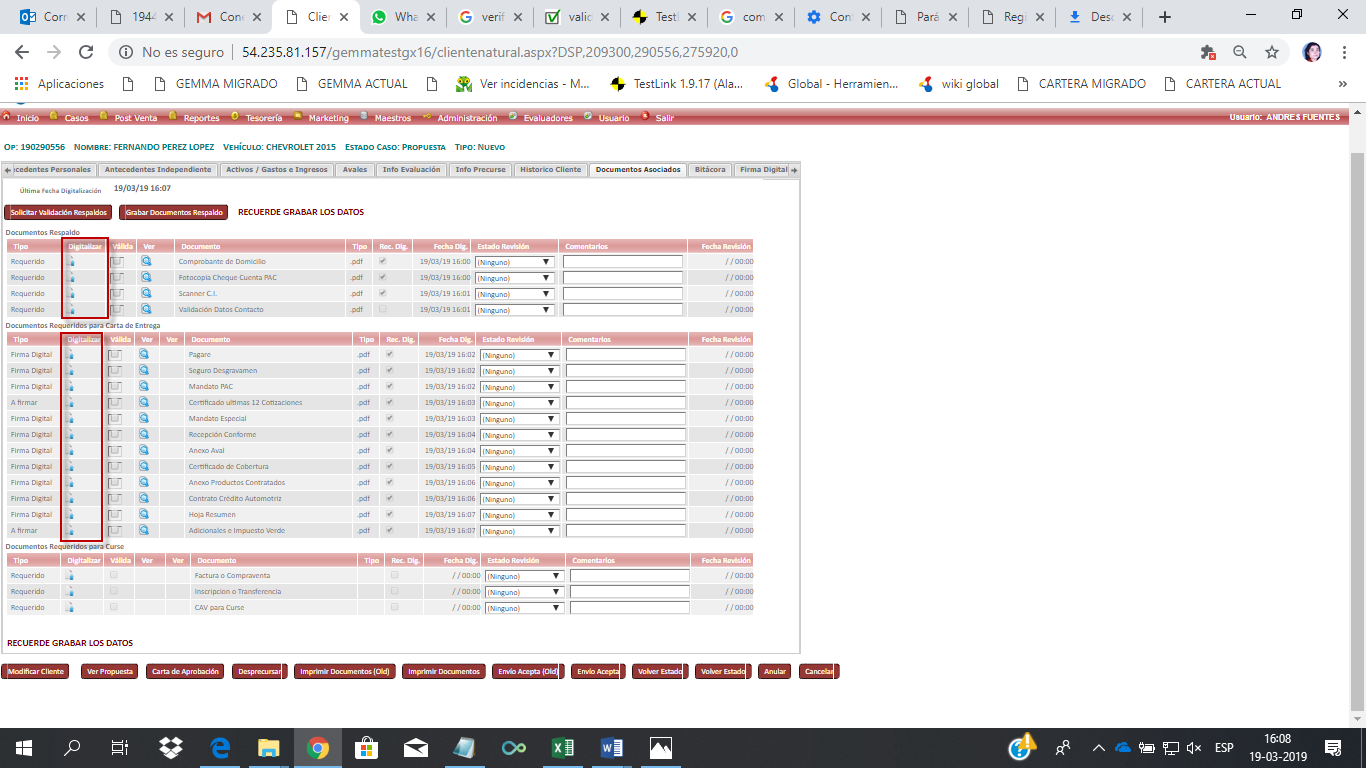 Corr 1944 Con Clien Wha verif valid Testl com Con Pará Regi Desc
No es seguro | 54.235.81.157/gemmatestgx16/clientenatural.aspx?DSP,209300,290556,275920,0
Aplicaciones GEMMA MIGRADO GEMMA ACTUAL Ver incidencias - M... TestLink 1.9.17 (Ala... Global - Herramien... wiki global CARTERA MIGRADO CARTERA ACTUAL »
Inicio Casos Post Venta Reportes Tesorería Marketing Maestros Administración Evaluadores Usuario Salir Usuario: ANDRES FUENTES
Op: 190290556 Nombre: FERNANDO PEREZ LOPEZ Vehículo: CHEVROLET 2015 Estado Caso: Propuesta Tipo: Nuevo
cedentes Personales Antecedentes Independiente Activos / Gastos e Ingresos Avales Info Evaluación Info Precurse Historico Cliente Documentos Asociados Bitácora Firma Digital
Última Fecha Digitalización 19/03/19 16:07
Solicitar Validación Respaldos Grabar Documentos Respaldo RECUERDE GRABAR LOS DATOS
Documentos Respaldo
Tipo Digitalizar Válida Ver Documento Tipo Rec. Dig. Fecha Dig. Estado Revisión Comentarios Fecha Revisión
Requerido Comprobante de Domicilio .pdf 19/03/19 16:00 (Ninguno) / / 00:00
Requerido Fotocopia Cheque Cuenta PAC .pdf 19/03/19 16:00 (Ninguno) / / 00:00
Requerido Scanner C.I. .pdf 19/03/19 16:01 (Ninguno) / / 00:00
Requerido Validación Datos Contacto .pdf 19/03/19 16:01 (Ninguno) / / 00:00
Documentos Requeridos para Carta de Entrega
Tipo Digitalizar Válida Ver Ver Documento Tipo Rec. Dig. Fecha Dig. Estado Revisión Comentarios Fecha Revisión
Firma Digital Pagare .pdf 19/03/19 16:02 (Ninguno) / / 00:00
Firma Digital Seguro Desgravamen .pdf 19/03/19 16:02 (Ninguno) / / 00:00
Firma Digital Mandato PAC .pdf 19/03/19 16:02 (Ninguno) / / 00:00
A firmar Certificado ultimas 12 Cotizaciones .pdf 19/03/19 16:03 (Ninguno) / / 00:00
Firma Digital Mandato Especial .pdf 19/03/19 16:03 (Ninguno) / / 00:00
Firma Digital Recepción Conforme .pdf 19/03/19 16:04 (Ninguno) / / 00:00
Firma Digital Anexo Aval .pdf 19/03/19 16:04 (Ninguno) / / 00:00
Firma Digital Certificado de Cobertura .pdf 19/03/19 16:05 (Ninguno) / / 00:00
Firma Digital Anexo Productos Contratados .pdf 19/03/19 16:06 (Ninguno) / / 00:00
Firma Digital Contrato Crédito Automotriz .pdf 19/03/19 16:06 (Ninguno) / / 00:00
Firma Digital Hoja Resumen .pdf 19/03/19 16:07 (Ninguno) / / 00:00
A firmar Adicionales e Impuesto Verde .pdf 19/03/19 16:07 (Ninguno) / / 00:00
Documentos Requeridos para Curse
Tipo Digitalizar Válida Ver Ver Documento Tipo Rec. Dig. Fecha Dig. Estado Revisión Comentarios Fecha Revisión
Requerido Factura o Compraventa / / 00:00 (Ninguno) / / 00:00
Requerido Inscripción o Transferencia / / 00:00 (Ninguno) / / 00:00
Requerido CAV para Curse / / 00:00 (Ninguno) / / 00:00
RECUERDE GRABAR LOS DATOS
Modificar Cliente Ver Propuesta Carta de Aprobación Desprecursar Imprimir Documentos (Old) Imprimir Documentos Envío Acepta (Old) Envío Acepta Volver Estado Volver Estado Anular Cancelar
ESP 16:08
19-03-2019